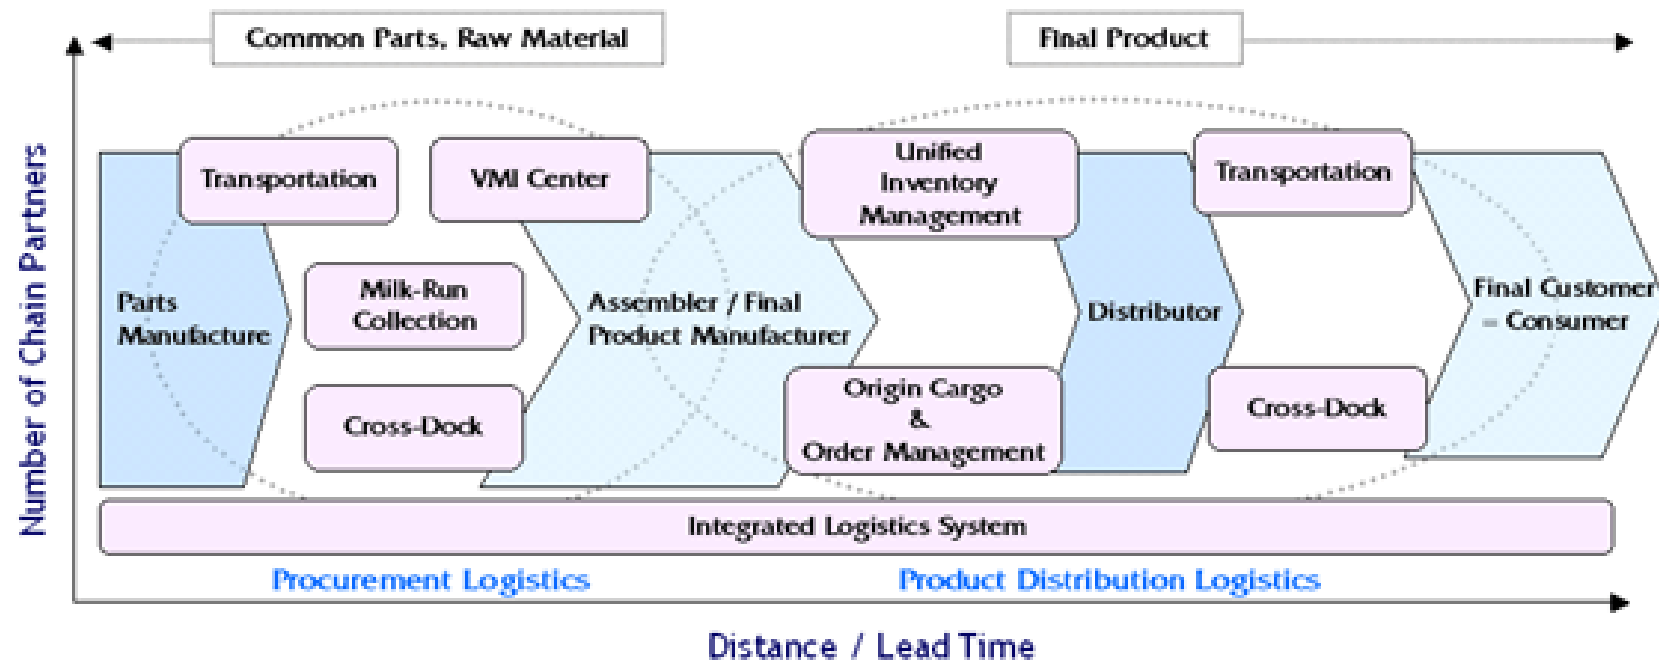 Common Parts, Raw Material
Final Product
Number of Chain Partners
Transportation
VMI Center
Unified
Inventory
Management
Transportation
Parts
Manufacture
Milk-Run
Collection
Assembler / Final
Product Manufacturer
Distributor
Final Customer
– Consumer
Cross-Dock
Origin Cargo
&
Order Management
Cross-Dock
Integrated Logistics System
Procurement Logistics
Product Distribution Logistics
Distance / Lead Time